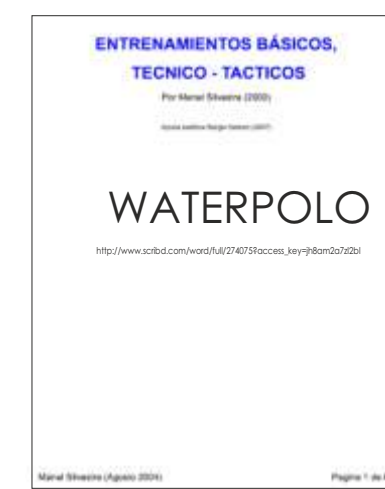 ENTRENAMIENTOS BÁSICOS,
TECNICO - TACTICOS
Por Manel Silvestre (2000)
WATERPOLO
http://www.scribd.com/word/full/274075?access_key=jh8am2a7zl2bl
Manel Silvestre (Agosto 2004)
Pagina 1 de